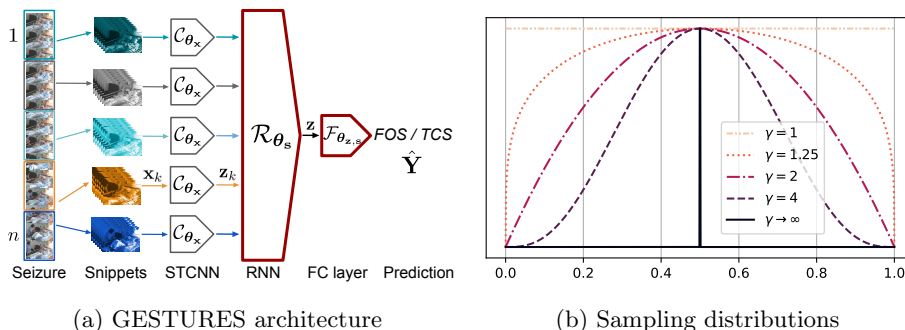 1
n
C_θx
C_θx
C_θx
C_θx
C_θx
x_k
z_k
R_θs
z
F_θz,s
FOS / TCS
Ŷ
Seizure Snippets STCNN RNN FC layer Prediction
(a) GESTURES architecture
γ = 1
γ = 1.25
γ = 2
γ = 4
γ → ∞
0.0 0.2 0.4 0.6 0.8 1.0
(b) Sampling distributions